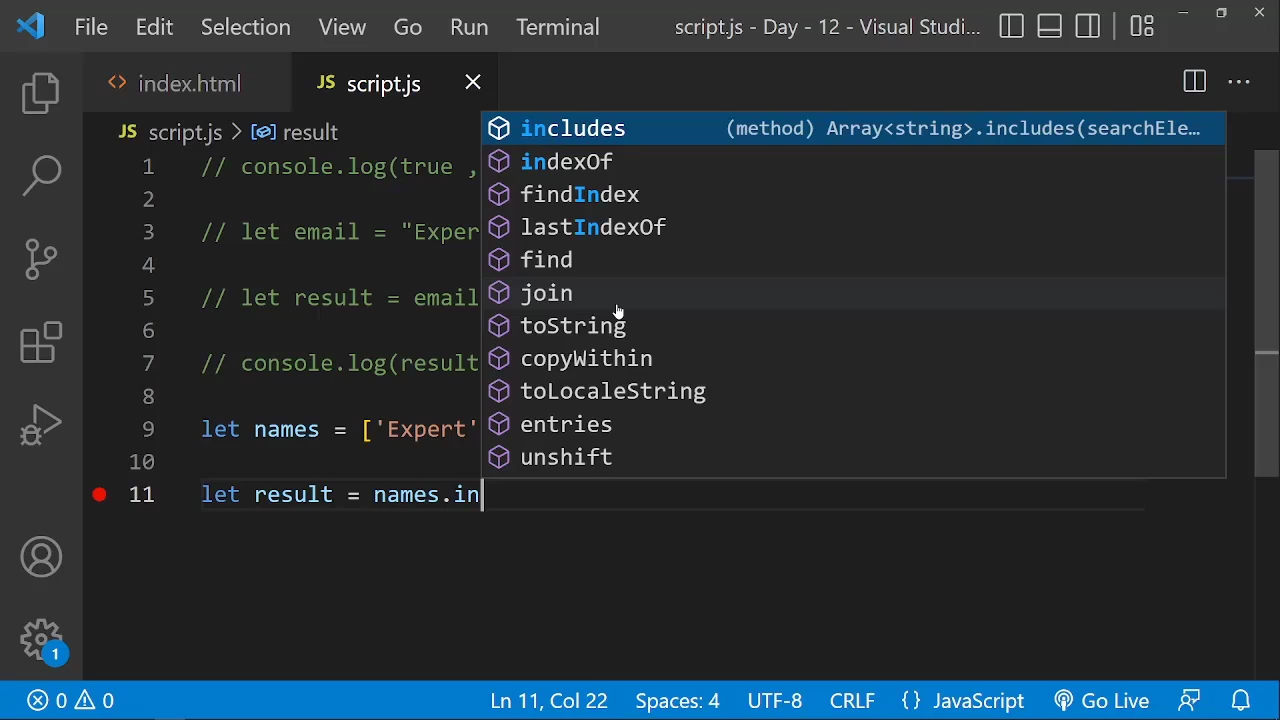 File Edit Selection View Go Run Terminal script.js - Day - 12 - Visual Studi...
index.html JS script.js
JS script.js > result
1 // console.log(true ,
2
3 // let email = "Exper
4
5 // let result = email
6
7 // console.log(result
8
9 let names = ['Expert'
10
11 let result = names.in
includes (method) Array<string>.includes(searchEle…
indexOf
findIndex
lastIndexOf
find
join
toString
copyWithin
toLocaleString
entries
unshift
1
0 0 Ln 11, Col 22 Spaces: 4 UTF-8 CRLF {} JavaScript Go Live